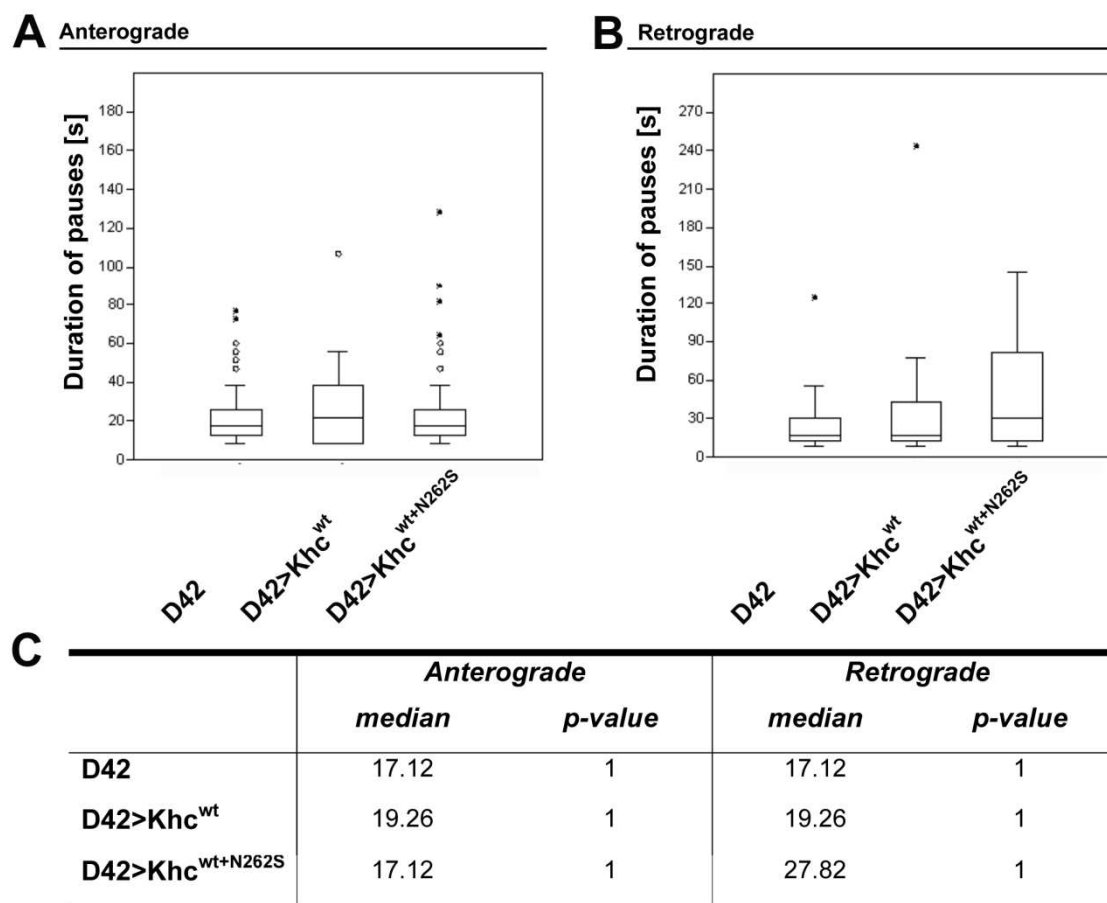 A Anterograde
Duration of pauses [s]
180
160
140
120
100
80
60
40
20
0
D42
D42>Khc^wt
D42>Khc^wt+N262S
B Retrograde
Duration of pauses [s]
270
240
210
180
150
120
90
60
30
0
D42
D42>Khc^wt
D42>Khc^wt+N262S
C
Anterograde Retrograde
median p-value median p-value
D42 17.12 1 17.12 1
D42>Khc^wt 19.26 1 19.26 1
D42>Khc^wt+N262S 17.12 1 27.82 1